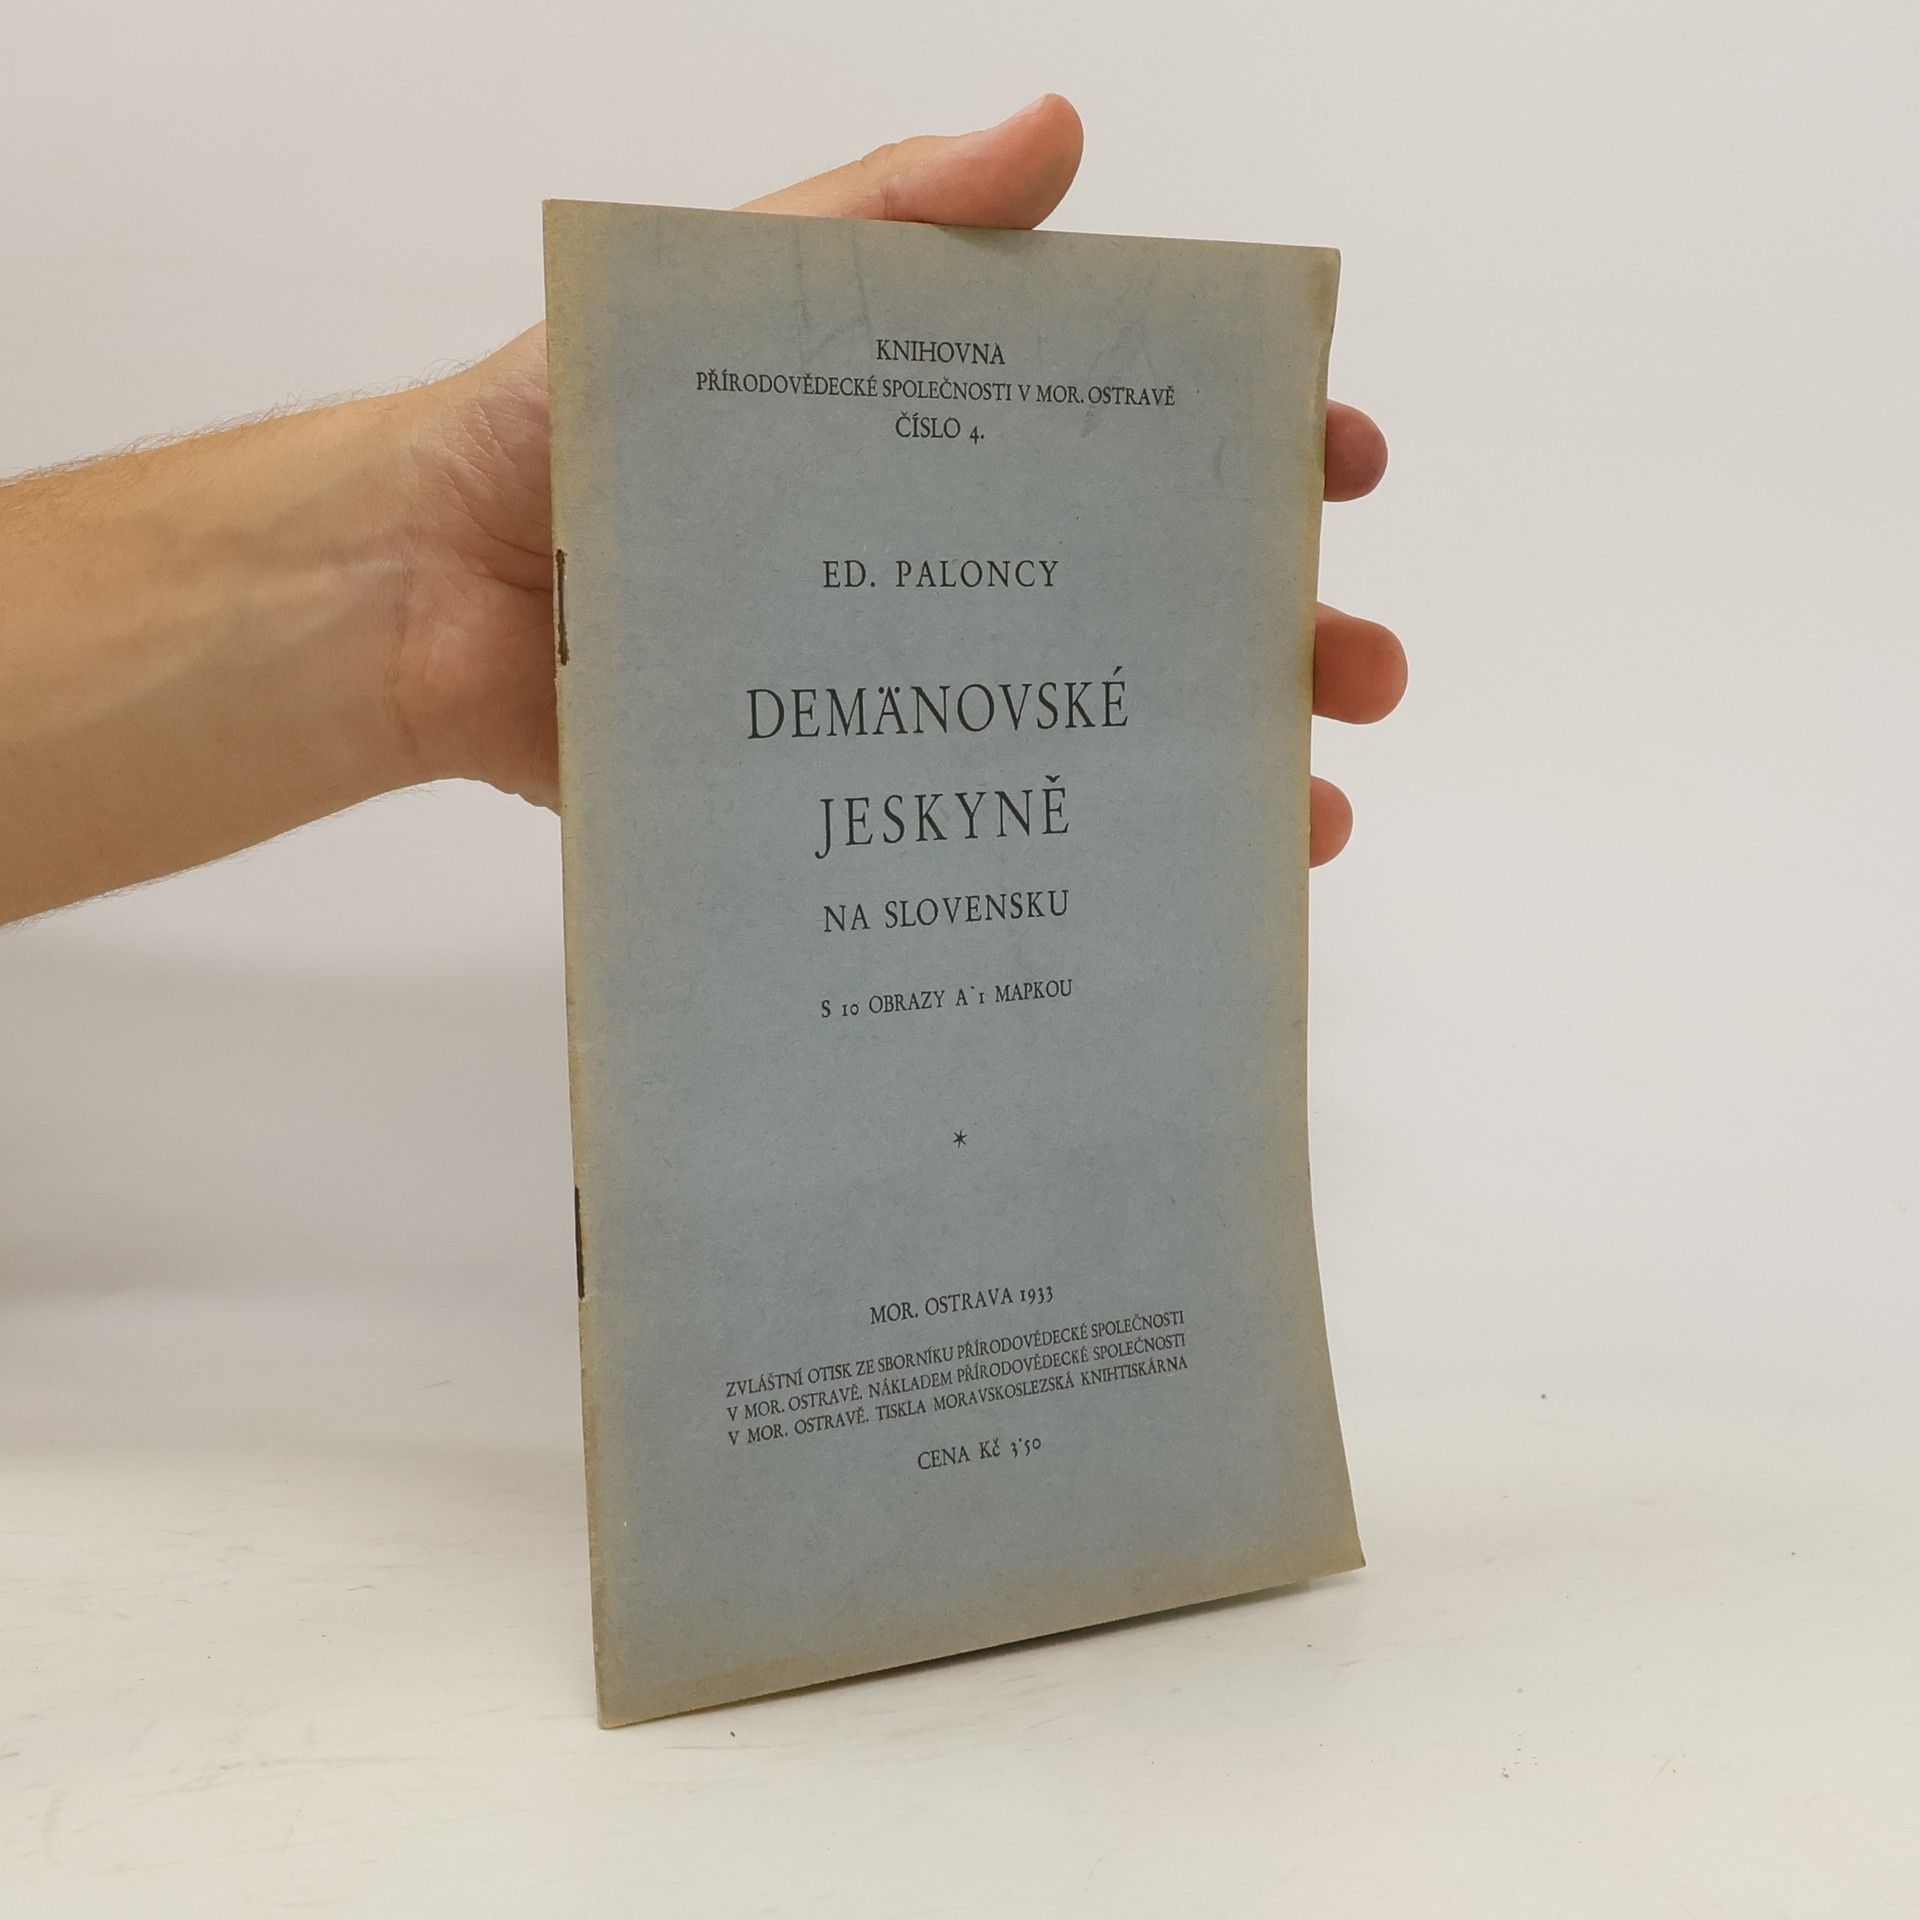 KNIHOVNA
PŘÍRODOVĚDECKÉ SPOLEČNOSTI V MOR. OSTRAVĚ
ČÍSLO 4.
ED. PALONCY
DEMÄNOVSKÉ
JESKYNĚ
NA SLOVENSKU
S 10 OBRAZY A 1 MAPKOU
*
MOR. OSTRAVA 1933
ZVLÁŠTNÍ OTISK ZE SBORNÍKU PŘÍRODOVĚDECKÉ SPOLEČNOSTI
V MOR. OSTRAVĚ. NÁKLADEM PŘÍRODOVĚDECKÉ SPOLEČNOSTI
V MOR. OSTRAVĚ. TISKLA MORAVSKOSLEZSKÁ KNIHTISKÁRNA
CENA Kč 3·50